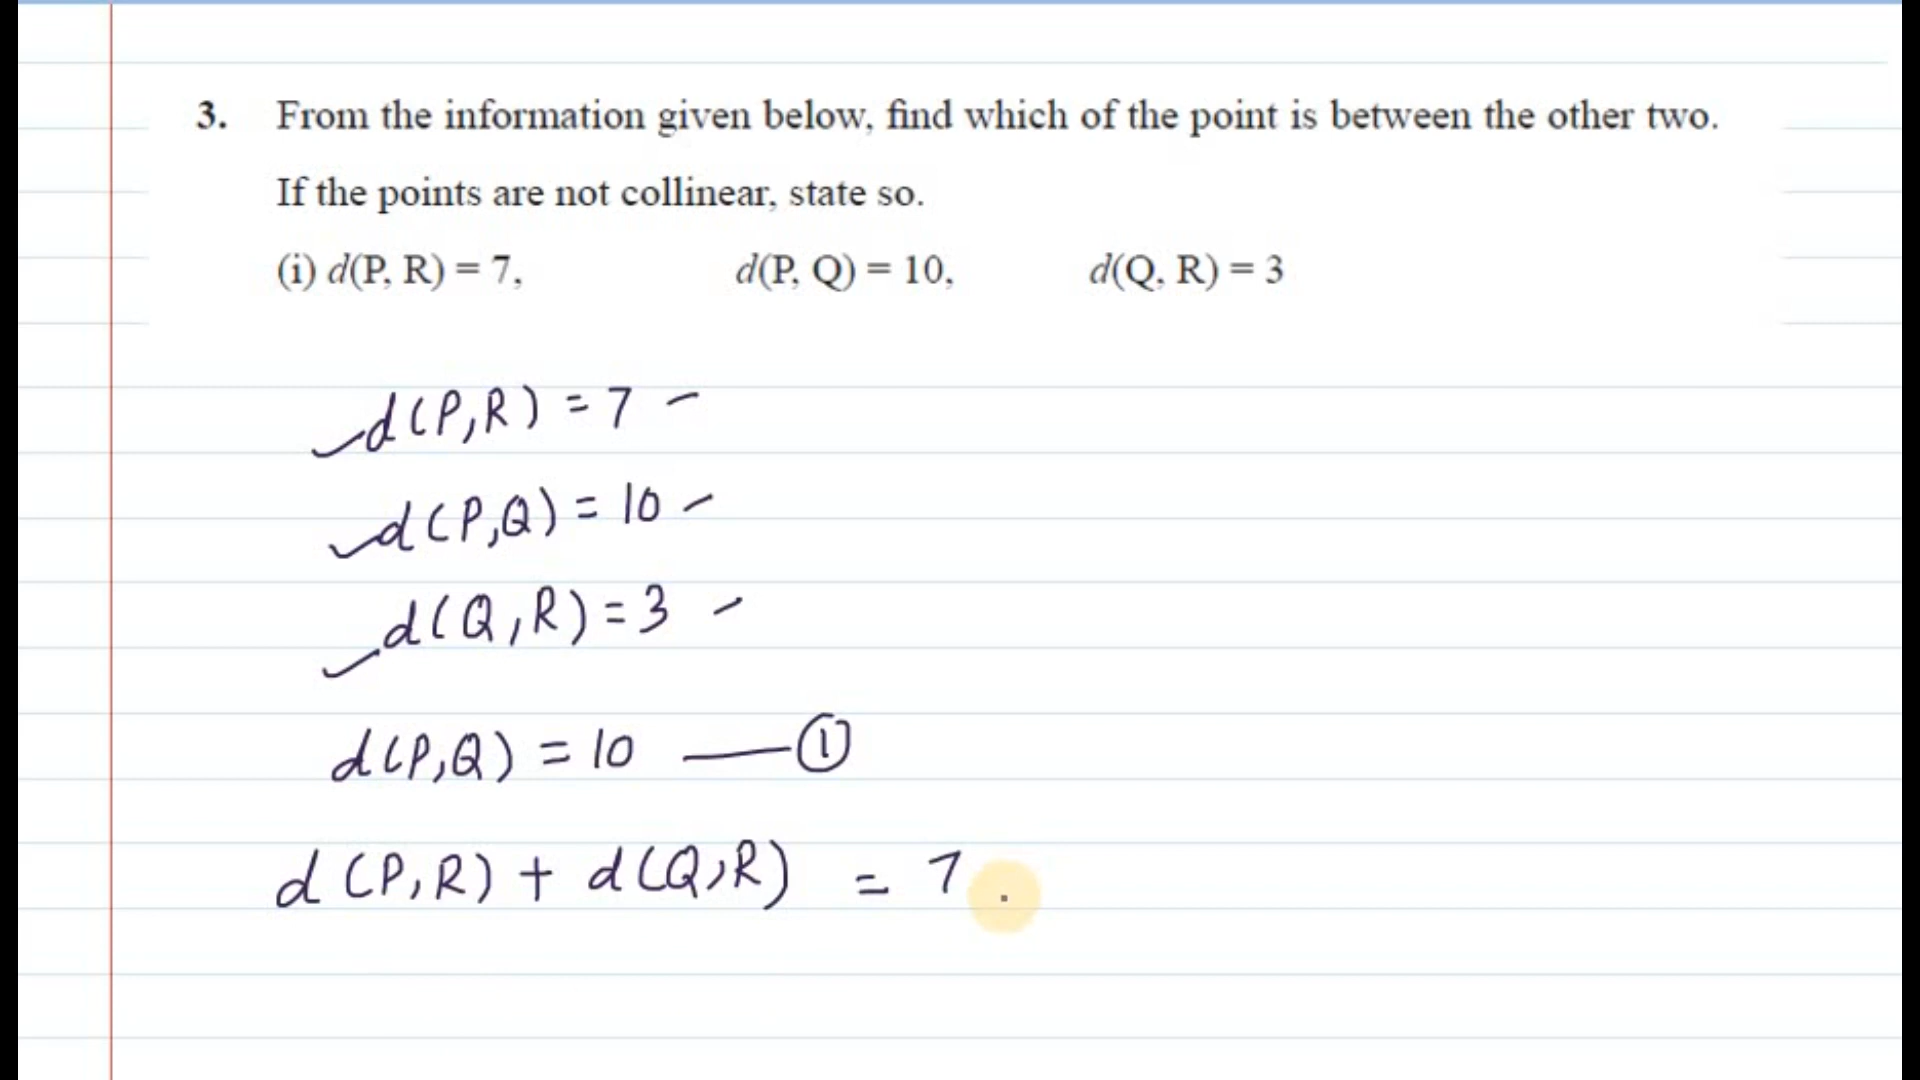 3. From the information given below, find which of the point is between the other two.
If the points are not collinear, state so.
(i) d(P, R) = 7, d(P, Q) = 10, d(Q, R) = 3
d(P,R) = 7 -
d(P,Q) = 10 -
d(Q,R) = 3 -
d(P,Q) = 10 —— ①
d(P,R) + d(Q,R) = 7